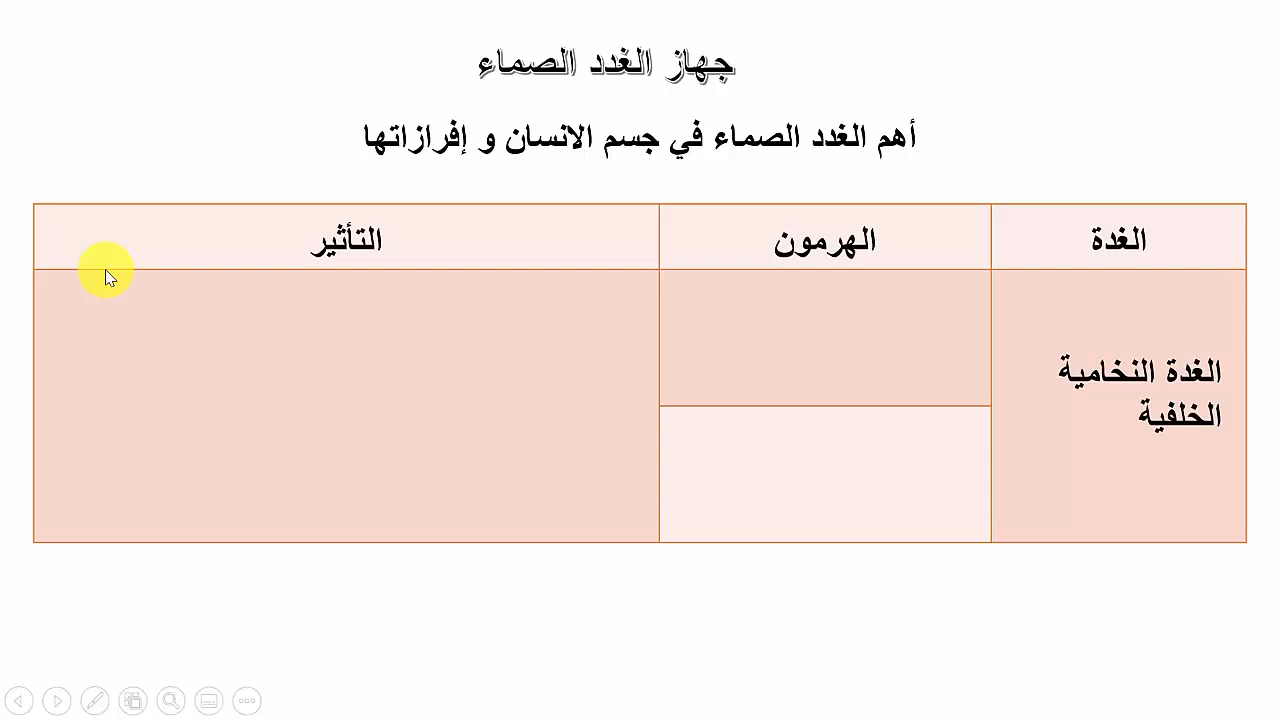 جهاز الغدد الصماء
أهم الغدد الصماء في جسم الانسان و إفرازاتها
الغدة
الهرمون
التأثير
الغدة النخامية
الخلفية